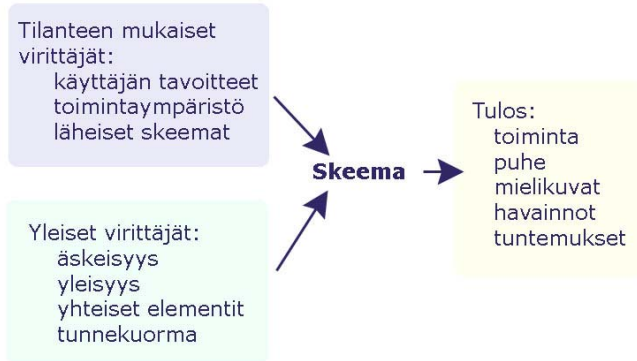 Tilanteen mukaiset
virittäjät:
käyttäjän tavoitteet
toimintaympäristö
läheiset skeemat
Yleiset virittäjät:
äskeisyys
yleisyys
yhteiset elementit
tunnekuorma
Skeema
Tulos:
toiminta
puhe
mielikuvat
havainnot
tuntemukset